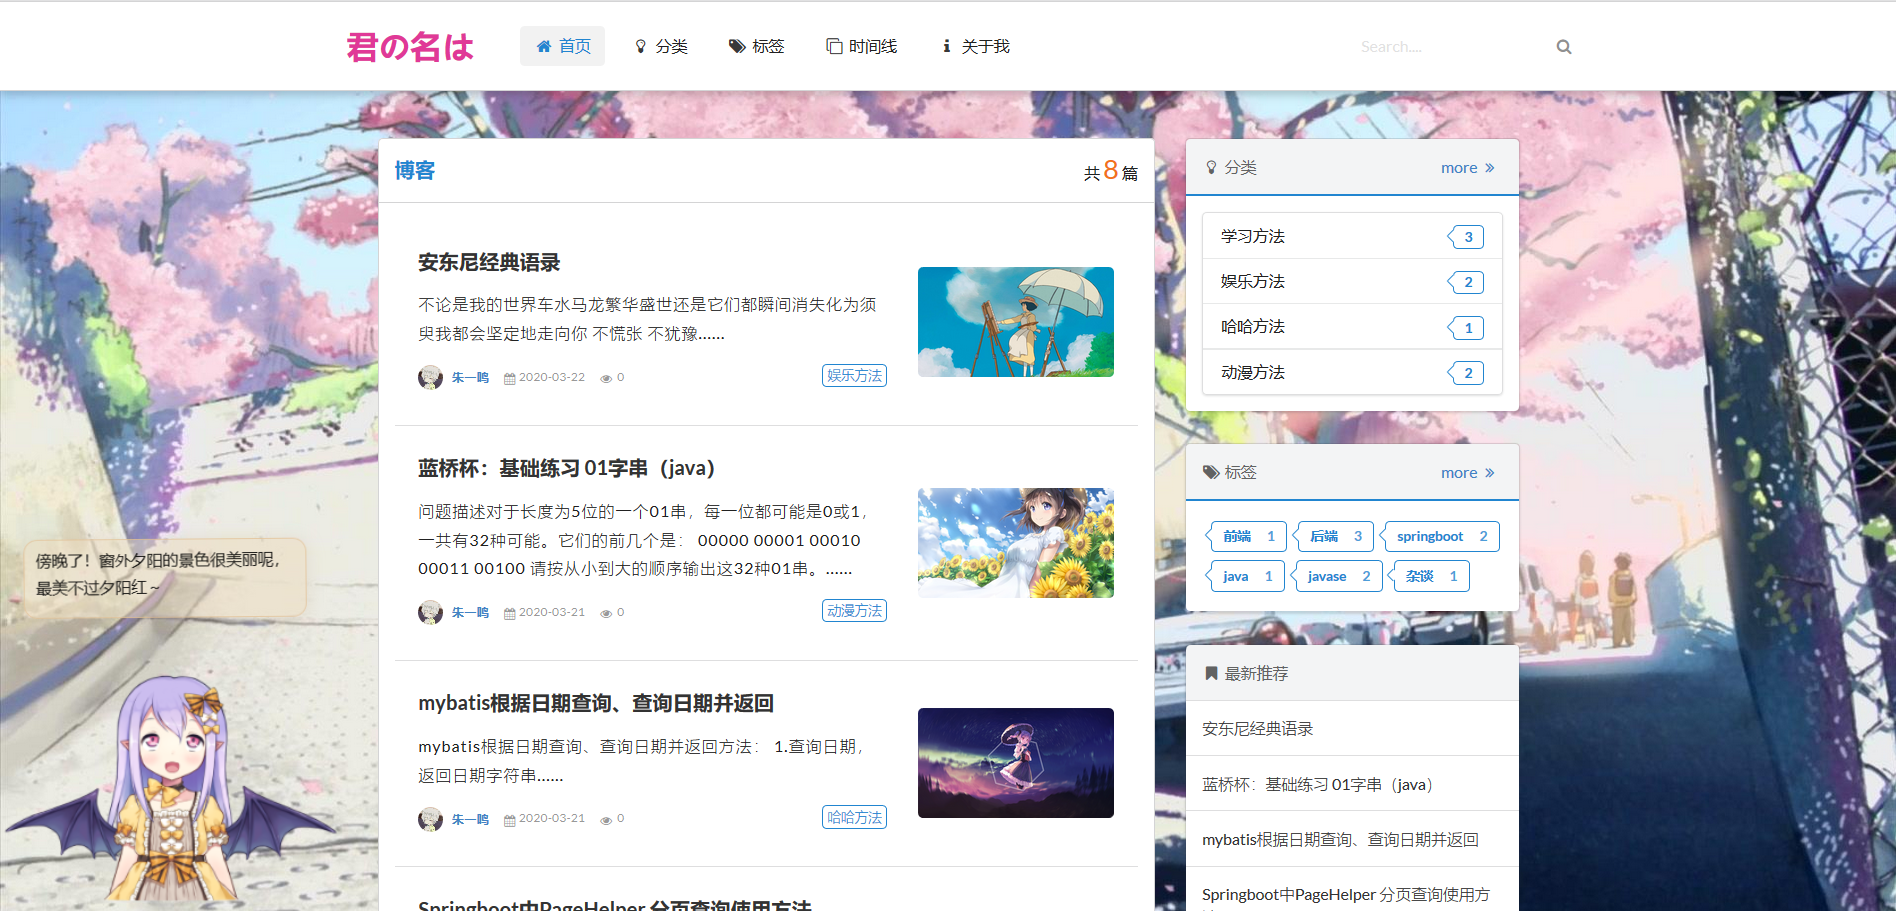 君の名は
首页
分类
标签
时间线
关于我
Search....
博客
共8篇
安东尼经典语录
不论是我的世界车水马龙繁华盛世还是它们都瞬间消失化为须
臾我都会坚定地走向你 不慌张 不犹豫......
朱一鸣 2020-03-22 0
娱乐方法
蓝桥杯：基础练习 01字串（java）
问题描述对于长度为5位的一个01串，每一位都可能是0或1，
一共有32种可能。它们的前几个是： 00000 00001 00010
00011 00100 请按从小到大的顺序输出这32种01串。......
朱一鸣 2020-03-21 0
动漫方法
mybatis根据日期查询、查询日期并返回
mybatis根据日期查询、查询日期并返回方法： 1.查询日期，
返回日期字符串......
朱一鸣 2020-03-21 0
哈哈方法
Springboot中PageHelper 分页查询使用方法
分类
more
学习方法 3
娱乐方法 2
哈哈方法 1
动漫方法 2
标签
more
前端 1
后端 3
springboot 2
java 1
javase 2
杂谈 1
最新推荐
安东尼经典语录
蓝桥杯：基础练习 01字串（java）
mybatis根据日期查询、查询日期并返回
Springboot中PageHelper 分页查询使用方
傍晚了！窗外夕阳的景色很美丽呢，
最美不过夕阳红～